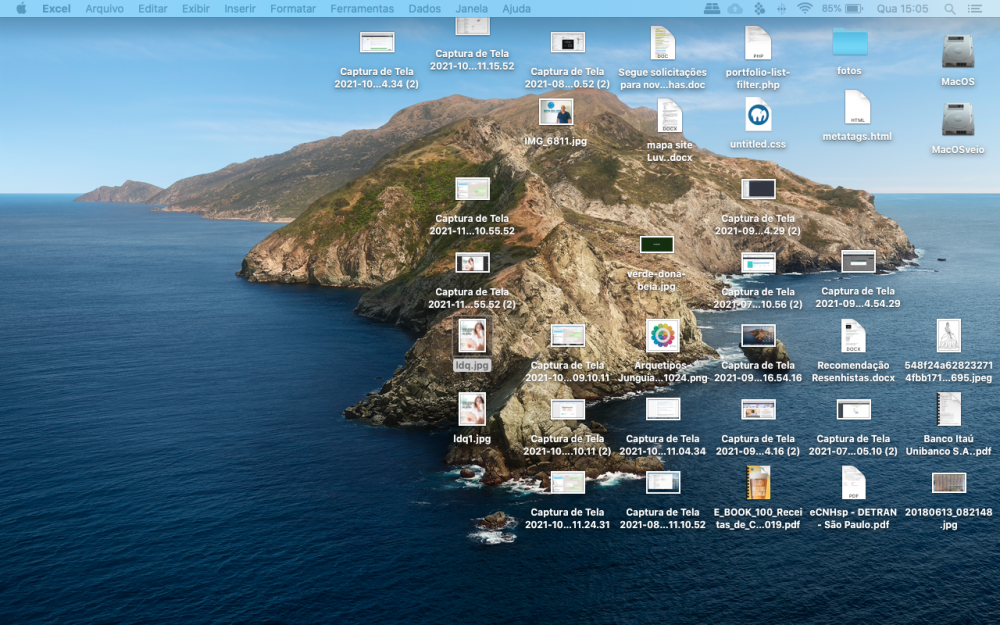 Excel Arquivo Editar Exibir Inserir Formatar Ferramentas Dados Janela Ajuda 85% Qua 15:05
Captura de Tela
2021-10...4.34 (2)
Captura de Tela
2021-10...11.15.52
Captura de Tela
2021-08....0.52 (2)
Segue solicitações
para nov...has.doc
portfolio-list-
filter.php
fotos
MacOS
IMG_6811.jpg
mapa site
Luv..docx
untitled.css
metatags.html
MacOSveio
Captura de Tela
2021-11...10.55.52
Captura de Tela
2021-09...4.29 (2)
verde-dona-
beja.jpg
Captura de Tela
2021-11...55.52 (2)
Captura de Tela
2021-07...10.56 (2)
Captura de Tela
2021-09...4.54.29
ldq.jpg
Captura de Tela
2021-10...09.10.11
Arquetipos
Junguia...1024.png
Captura de Tela
2021-09...16.54.16
Recomendação
Resenhistas.docx
548f24a62823271
4fbb171...695.jpeg
ldq1.jpg
Captura de Tela
2021-10....10.11 (2)
Captura de Tela
2021-10...11.04.34
Captura de Tela
2021-09...4.16 (2)
Captura de Tela
2021-07...05.10 (2)
Banco Itaú
Unibanco S.A..pdf
Captura de Tela
2021-10...11.24.31
Captura de Tela
2021-08...11.10.52
E_BOOK_100_Recei
tas_de_C...019.pdf
eCNHsp - DETRAN
- São Paulo.pdf
20180613_082148
.jpg
DOC
PHP
DOCX
HTML
DOCX
PDF